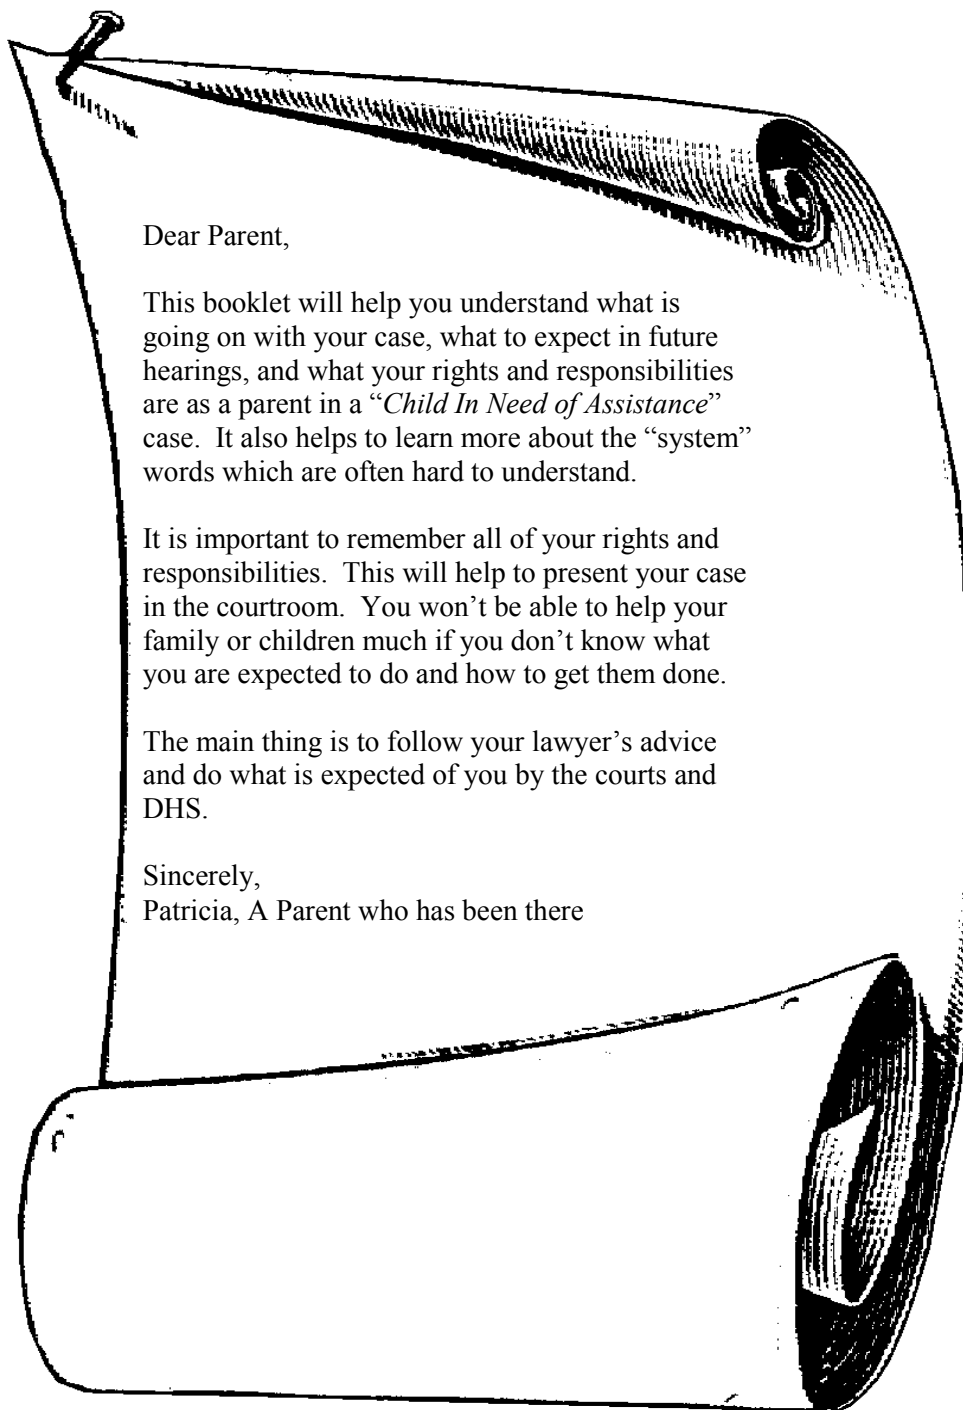 Dear Parent,
This booklet will help you understand what is
going on with your case, what to expect in future
hearings, and what your rights and responsibilities
are as a parent in a “Child In Need of Assistance”
case.  It also helps to learn more about the “system”
words which are often hard to understand.
It is important to remember all of your rights and
responsibilities.  This will help to present your case
in the courtroom.  You won’t be able to help your
family or children much if you don’t know what
you are expected to do and how to get them done.
The main thing is to follow your lawyer’s advice
and do what is expected of you by the courts and
DHS.
Sincerely,
Patricia, A Parent who has been there